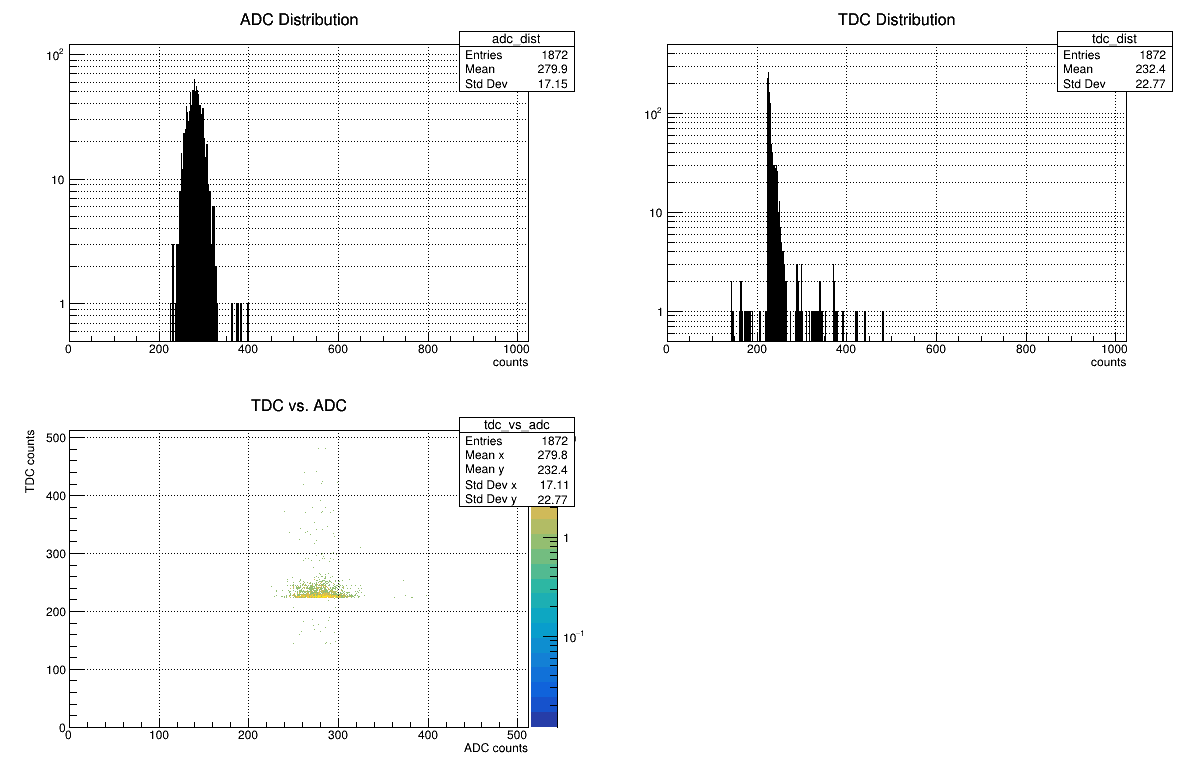 ADC Distribution
adc_dist
Entries 1872
Mean 279.9
Std Dev 17.15
10²
10
1
0 200 400 600 800 1000
counts
TDC Distribution
tdc_dist
Entries 1872
Mean 232.4
Std Dev 22.77
10²
10
1
0 200 400 600 800 1000
counts
TDC vs. ADC
tdc_vs_adc
Entries 1872
Mean x 279.8
Mean y 232.4
Std Dev x 17.11
Std Dev y 22.77
TDC counts
500
400
300
200
100
0
0 100 200 300 400 500
ADC counts
1
10⁻¹